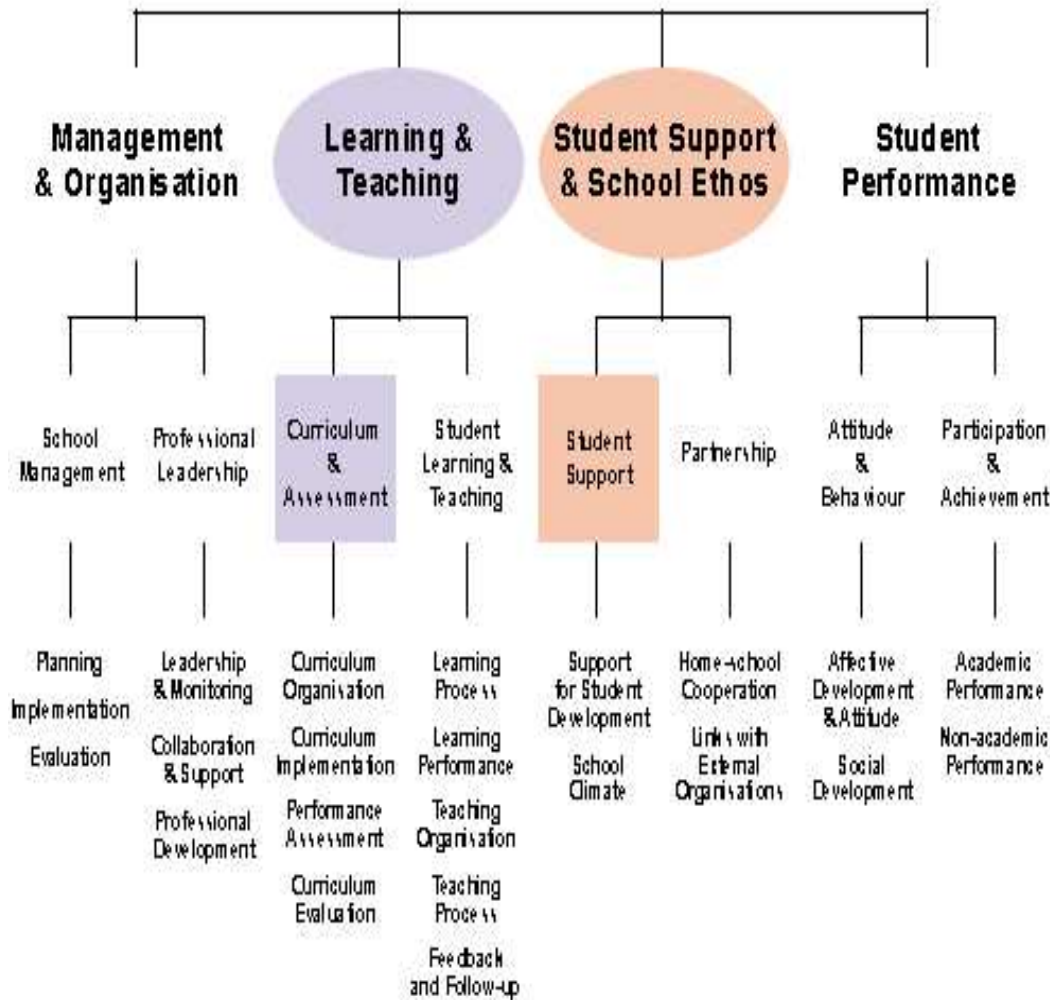 Management
& Organisation
Learning &
Teaching
Student Support
& School Ethos
Student
Performance
School
Management
Professional
Leadership
Curriculum
&
Assessment
Student
Learning &
Teaching
Student
Support
Partnership
Attitude
&
Behaviour
Participation
&
Achievement
Planning
Implementation
Evaluation
Leadership
& Monitoring
Collaboration
& Support
Professional
Development
Curriculum
Organisation
Curriculum
Implementation
Performance
Assessment
Curriculum
Evaluation
Learning
Process
Learning
Performance
Teaching
Organisation
Teaching
Process
Feedback
and Follow-up
Support
for Student
Development
School
Climate
Home-school
Cooperation
Links with
External
Organisations
Affective
Development
& Attitude
Social
Development
Academic
Performance
Non-academic
Performance